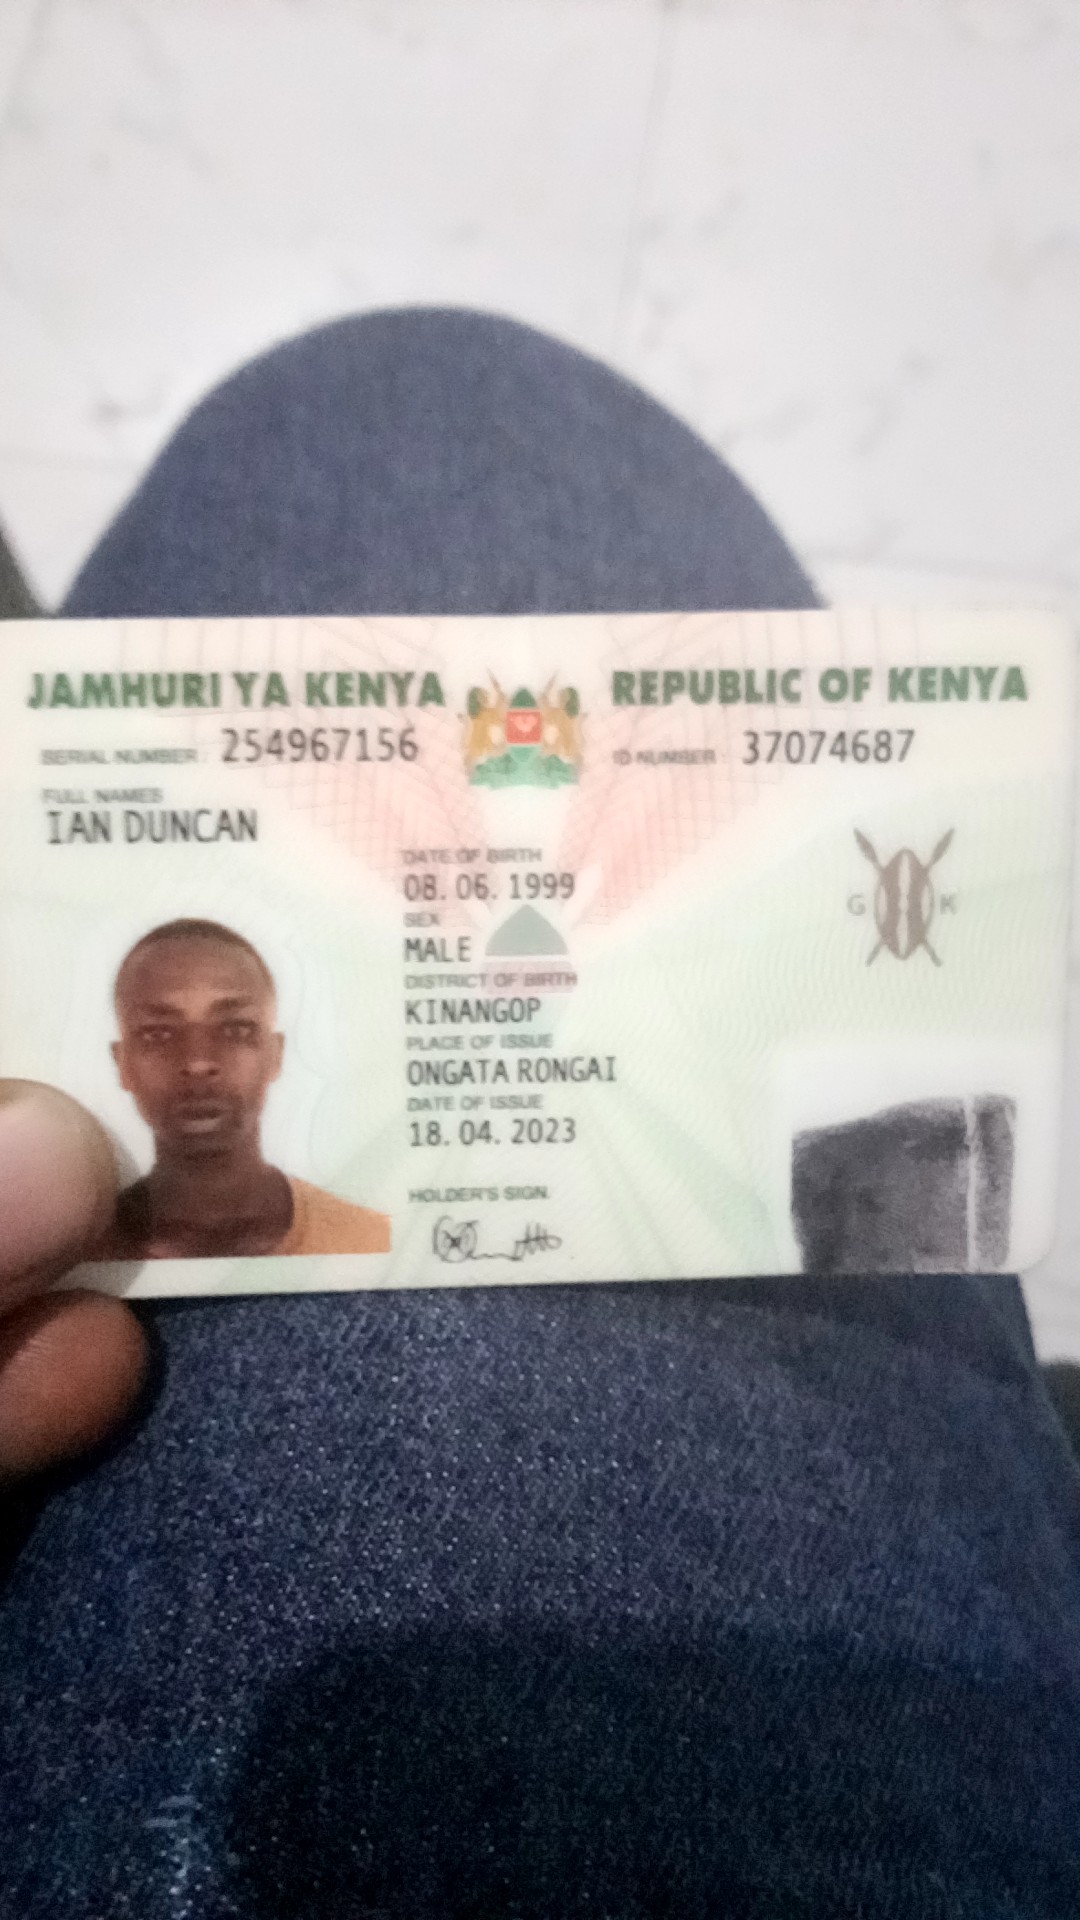 JAMHURI YA KENYA REPUBLIC OF KENYA
SERIAL NUMBER : 254967156 ID NUMBER : 37074687
FULL NAMES
IAN DUNCAN
DATE OF BIRTH
08. 06. 1999
SEX
MALE
G K
DISTRICT OF BIRTH
KINANGOP
PLACE OF ISSUE
ONGATA RONGAI
DATE OF ISSUE
18. 04. 2023
HOLDER'S SIGN.